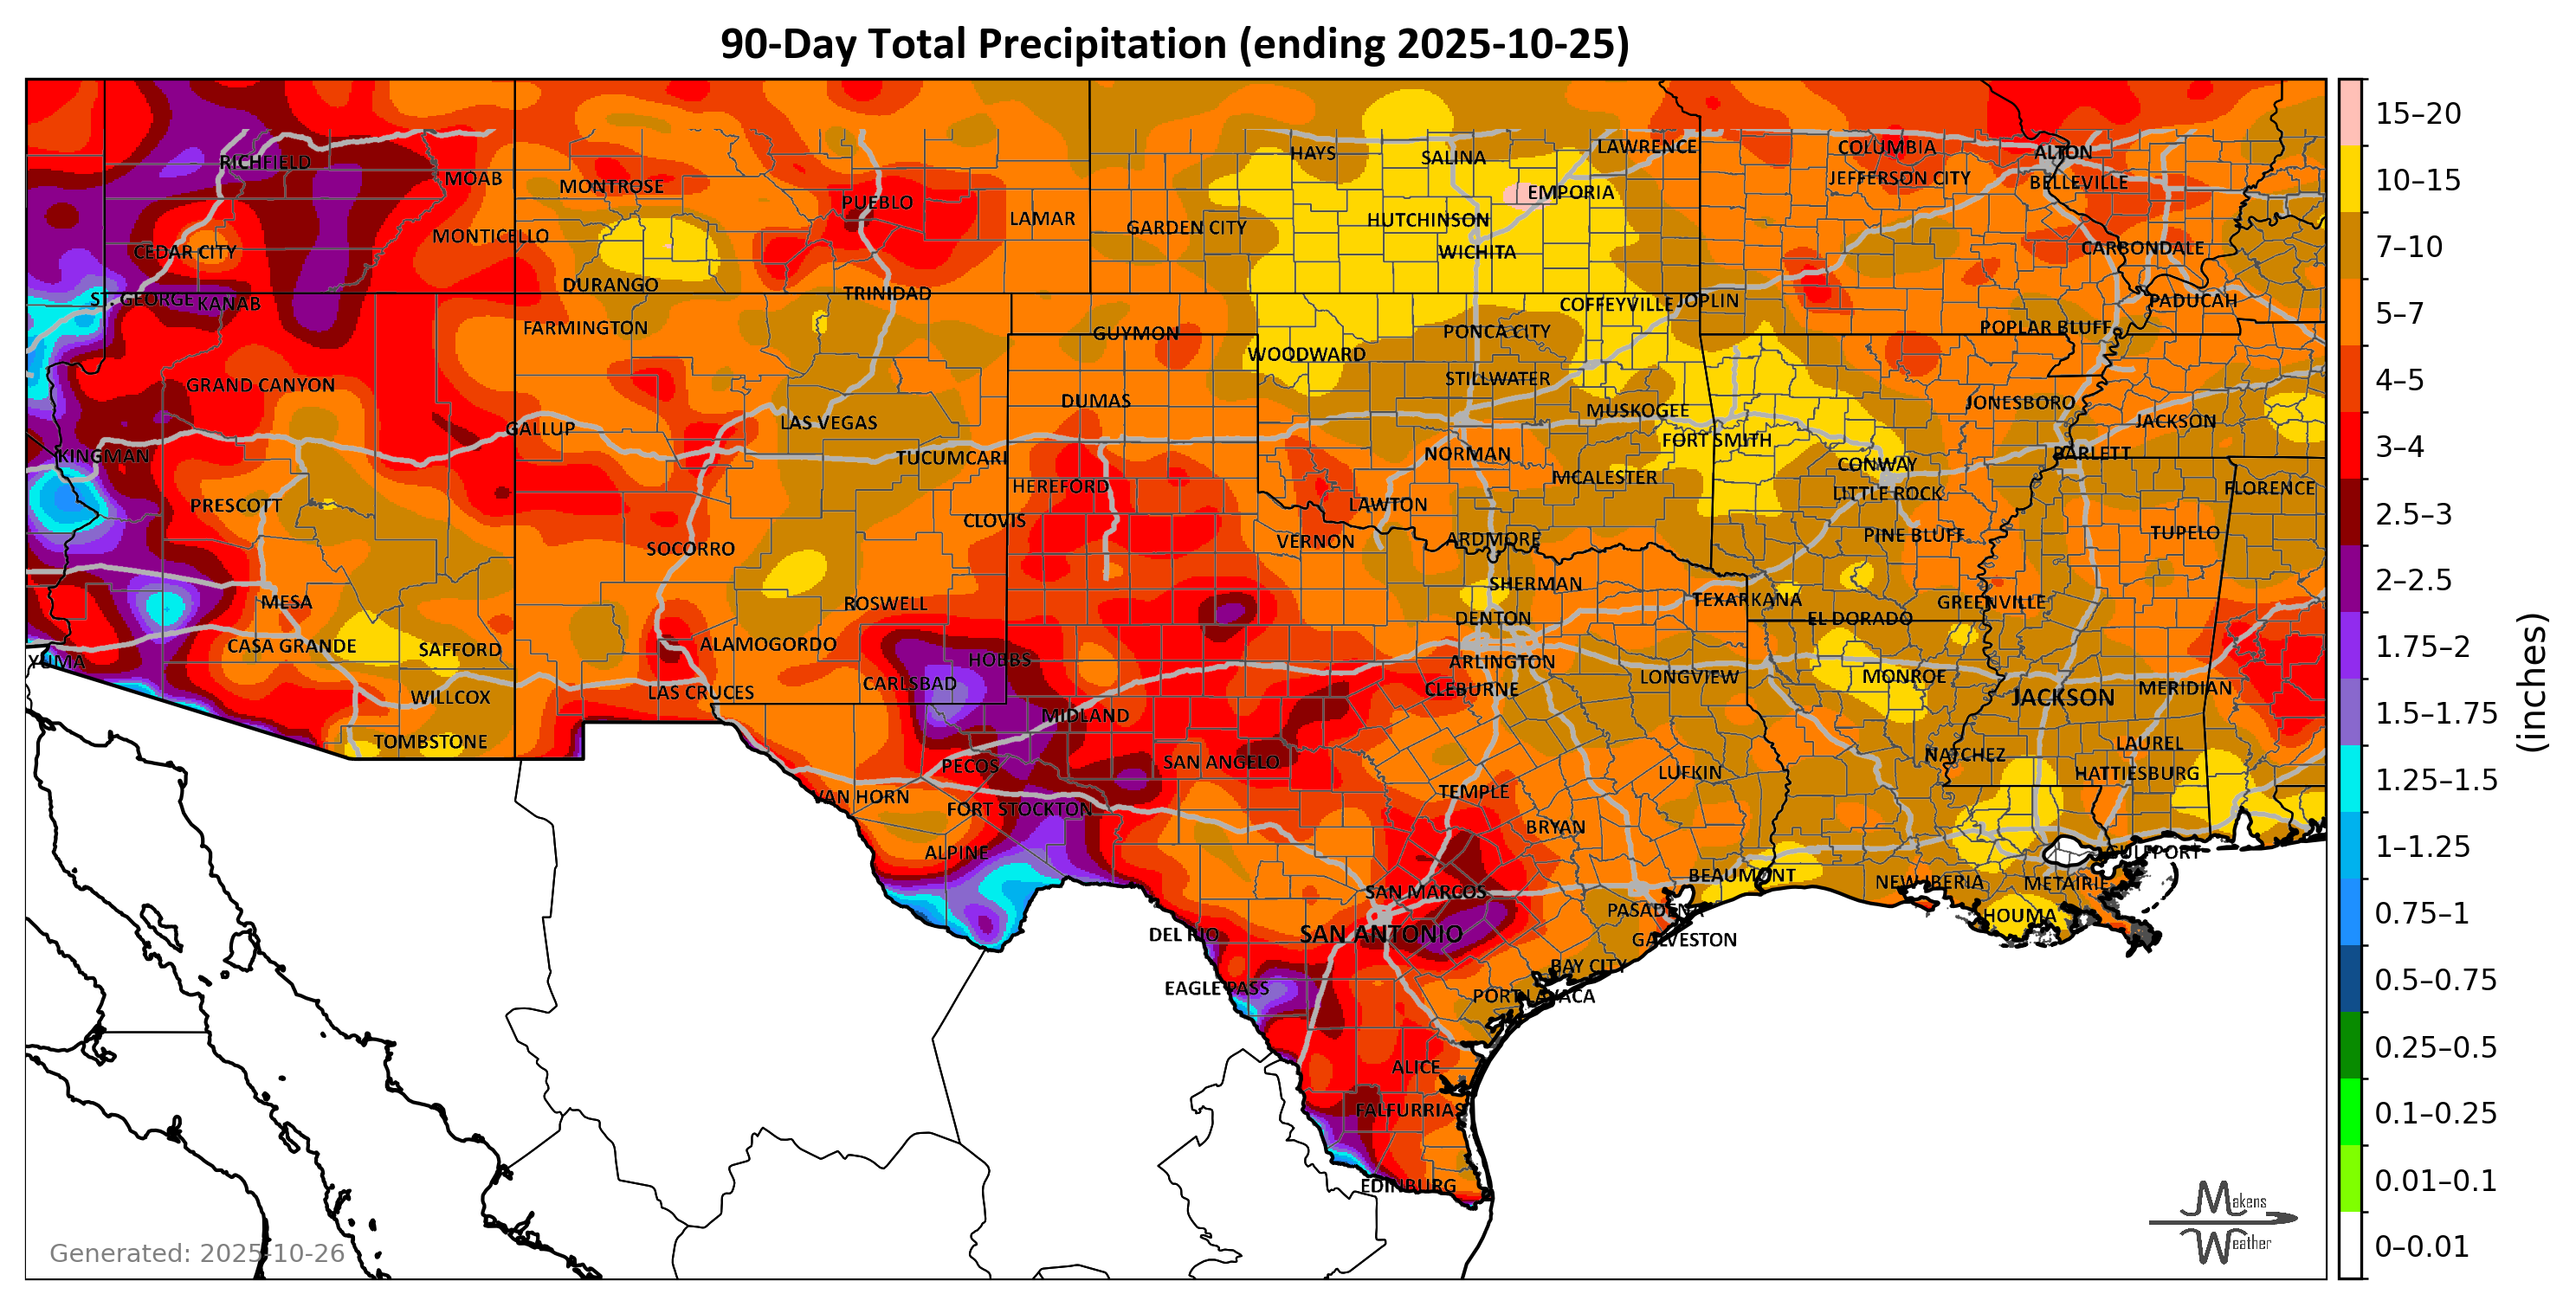 90-Day Total Precipitation (ending 2025-10-25)
HAYS
SALINA
LAWRENCE
COLUMBIA
ALTON
RICHFIELD
MOAB
MONTROSE
EMPORIA
JEFFERSON CITY
BELLEVILLE
PUEBLO
LAMAR
GARDEN CITY
HUTCHINSON
MONTICELLO
CEDAR CITY
WICHITA
CARBONDALE
DURANGO
TRINIDAD
ST. GEORGE
KANAB
COFFEYVILLE
JOPLIN
PADUCAH
FARMINGTON
GUYMON
PONCA CITY
POPLAR BLUFF
WOODWARD
GRAND CANYON
STILLWATER
DUMAS
MUSKOGEE
JONESBORO
GALLUP
LAS VEGAS
JACKSON
FORT SMITH
KINGMAN
TUCUMCARI
NORMAN
BARLETT
CONWAY
HEREFORD
MCALESTER
LITTLE ROCK
FLORENCE
PRESCOTT
LAWTON
CLOVIS
SOCORRO
VERNON
ARDMORE
PINE BLUFF
TUPELO
MESA
ROSWELL
SHERMAN
TEXARKANA
GREENVILLE
DENTON
EL DORADO
CASA GRANDE
SAFFORD
ALAMOGORDO
YUMA
HOBBS
ARLINGTON
CARLSBAD
CLEBURNE
LONGVIEW
MONROE
WILLCOX
LAS CRUCES
JACKSON
MERIDIAN
MIDLAND
TOMBSTONE
PECOS
SAN ANGELO
NATCHEZ
LAUREL
LUFKIN
HATTIESBURG
VAN HORN
FORT STOCKTON
TEMPLE
BRYAN
ALPINE
GULFPORT
SAN MARCOS
BEAUMONT
NEW IBERIA
METAIRIE
PASADENA
HOUMA
DEL RIO
SAN ANTONIO
GALVESTON
BAY CITY
EAGLE PASS
PORT LAVACA
ALICE
FALFURRIAS
EDINBURG
15–20
10–15
7–10
5–7
4–5
3–4
2.5–3
2–2.5
1.75–2
1.5–1.75
1.25–1.5
1–1.25
0.75–1
0.5–0.75
0.25–0.5
0.1–0.25
0.01–0.1
0–0.01
(inches)
Generated: 2025-10-26
Makens
Weather